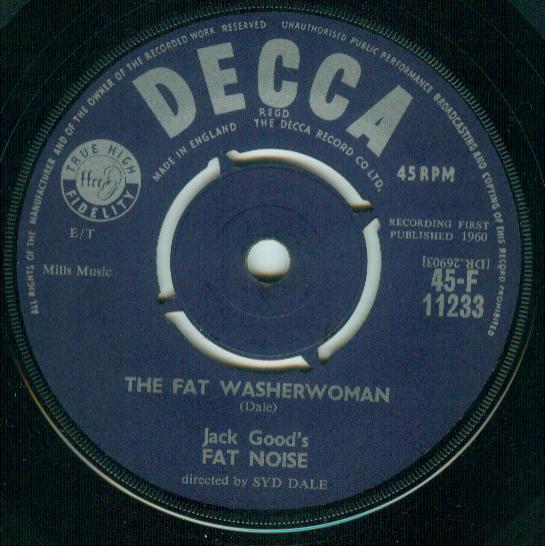 ALL RIGHTS OF THE MANUFACTURER AND OF THE OWNER OF THE RECORDED WORK RESERVED UNAUTHORISED PUBLIC PERFORMANCE BROADCASTING AND COPYING OF THIS RECORD PROHIBITED
DECCA
REGD
MADE IN ENGLAND THE DECCA RECORD CO LTD.
TRUE HIGH
ffrr
FIDELITY
45 RPM
E/T
RECORDING FIRST
PUBLISHED 1960
Mills Music
[DR.26903]
45-F
11233
THE FAT WASHERWOMAN
(Dale)
Jack Good's
FAT NOISE
directed by SYD DALE